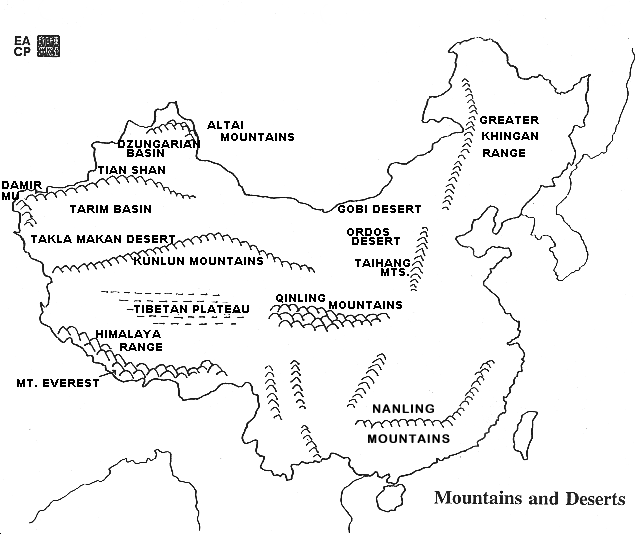 EA
CP
ALTAI
MOUNTAINS
DZUNGARIAN
BASIN
TIAN SHAN
DAMIR
MU
TARIM BASIN
TAKLA MAKAN DESERT
KUNLUN MOUNTAINS
GREATER
KHINGAN
RANGE
GOBI DESERT
ORDOS
DESERT
TAIHANG
MTS.
QINLING
MOUNTAINS
TIBETAN PLATEAU
HIMALAYA
RANGE
MT. EVEREST
NANLING
MOUNTAINS
Mountains and Deserts